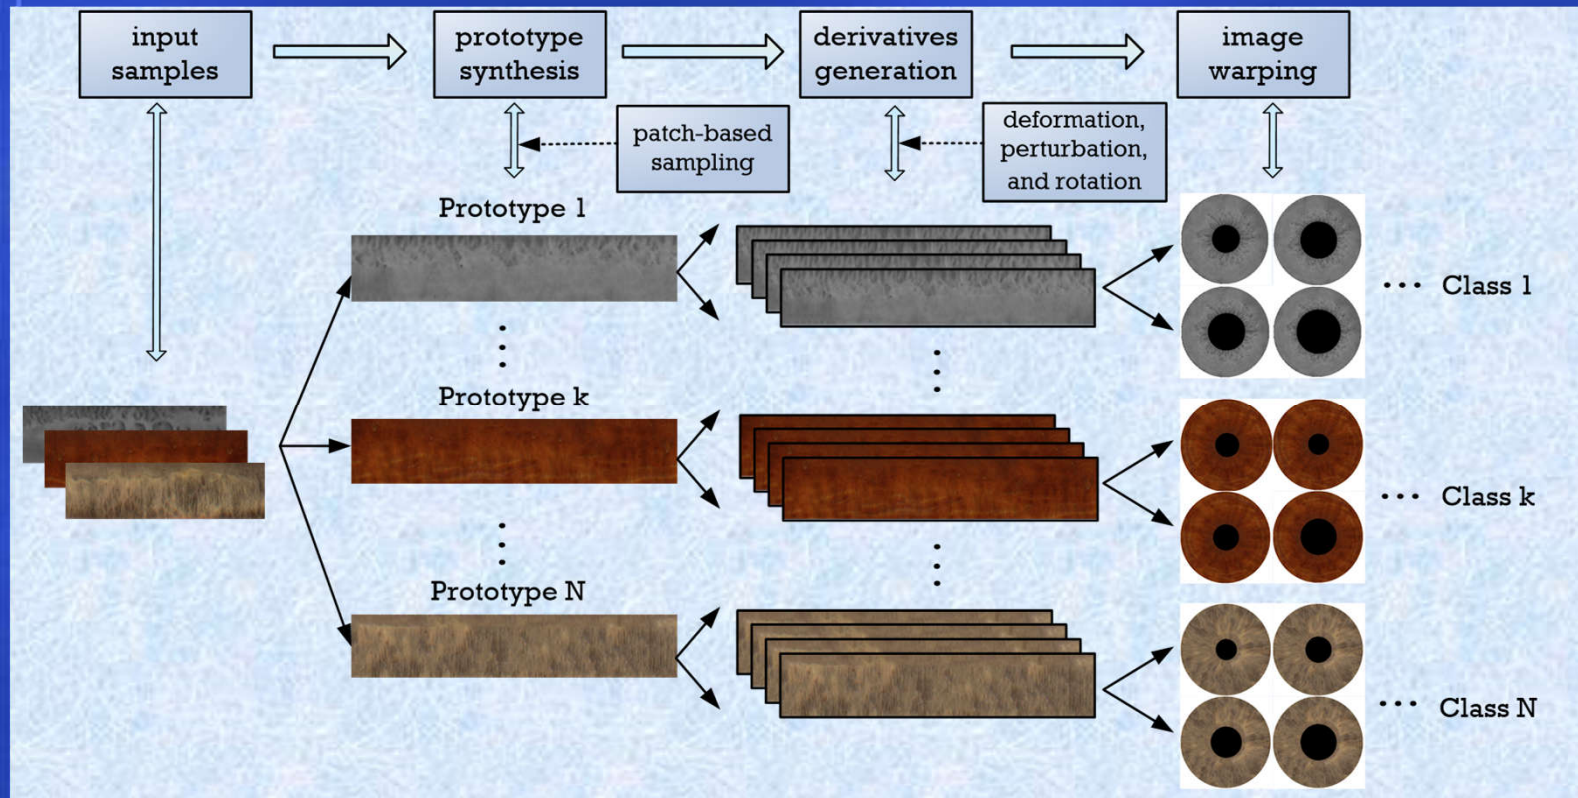 input
samples
prototype
synthesis
derivatives
generation
image
warping
patch-based
sampling
deformation,
perturbation,
and rotation
Prototype 1
Class 1
Prototype k
Class k
Prototype N
Class N